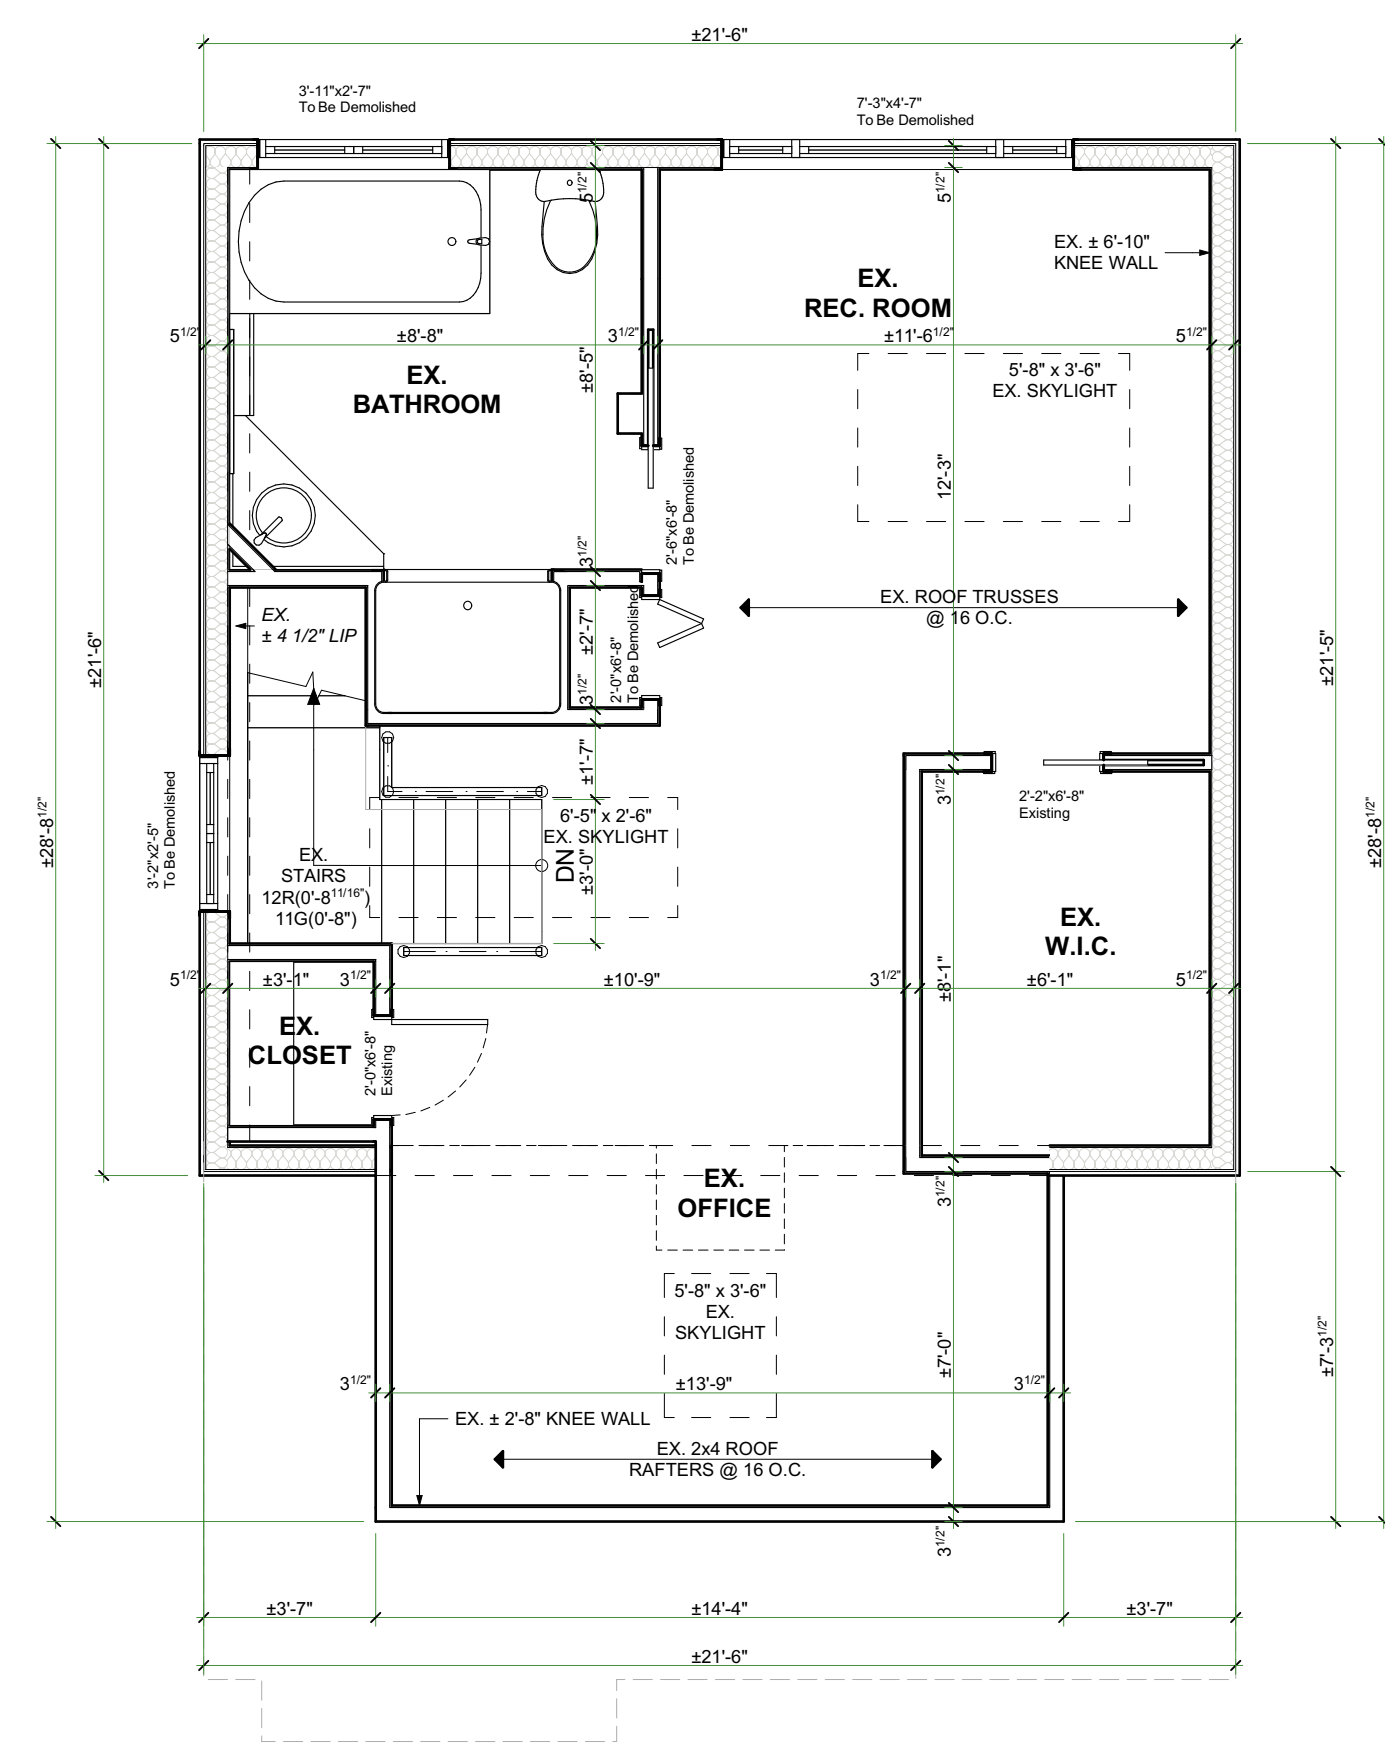 ±21'-6"
3'-11"x2'-7"
To Be Demolished
7'-3"x4'-7"
To Be Demolished
5 1/2"
5 1/2"
EX. ± 6'-10"
KNEE WALL
EX.
REC. ROOM
5 1/2"
±8'-8"
3 1/2"
±11'-6 1/2"
5 1/2"
±8'-5"
EX.
BATHROOM
5'-8" x 3'-6"
EX. SKYLIGHT
12'-3"
2'-6"x6'-8"
To Be Demolished
3 1/2"
EX. ROOF TRUSSES
@ 16 O.C.
EX.
± 4 1/2" LIP
±2'-7"
2'-0"x6'-8"
To Be Demolished
3 1/2"
±21'-6"
±21'-5"
±1'-7"
3 1/2"
2'-2"x6'-8"
Existing
3'-2"x2'-5"
To Be Demolished
6'-5" x 2'-6"
EX. SKYLIGHT
DN
±3'-0"
±28'-8 1/2"
±28'-8 1/2"
EX.
STAIRS
12R(0'-8 11/16")
11G(0'-8")
EX.
W.I.C.
5 1/2"
±3'-1"
3 1/2"
±10'-9"
3 1/2"
±8'-1"
±6'-1"
5 1/2"
EX.
CLOSET
2'-0"x6'-8"
Existing
EX.
OFFICE
3 1/2"
5'-8" x 3'-6"
EX.
SKYLIGHT
±7'-0"
±7'-3 1/2"
3 1/2"
±13'-9"
3 1/2"
EX. ± 2'-8" KNEE WALL
EX. 2x4 ROOF
RAFTERS @ 16 O.C.
3 1/2"
±3'-7"
±14'-4"
±3'-7"
±21'-6"